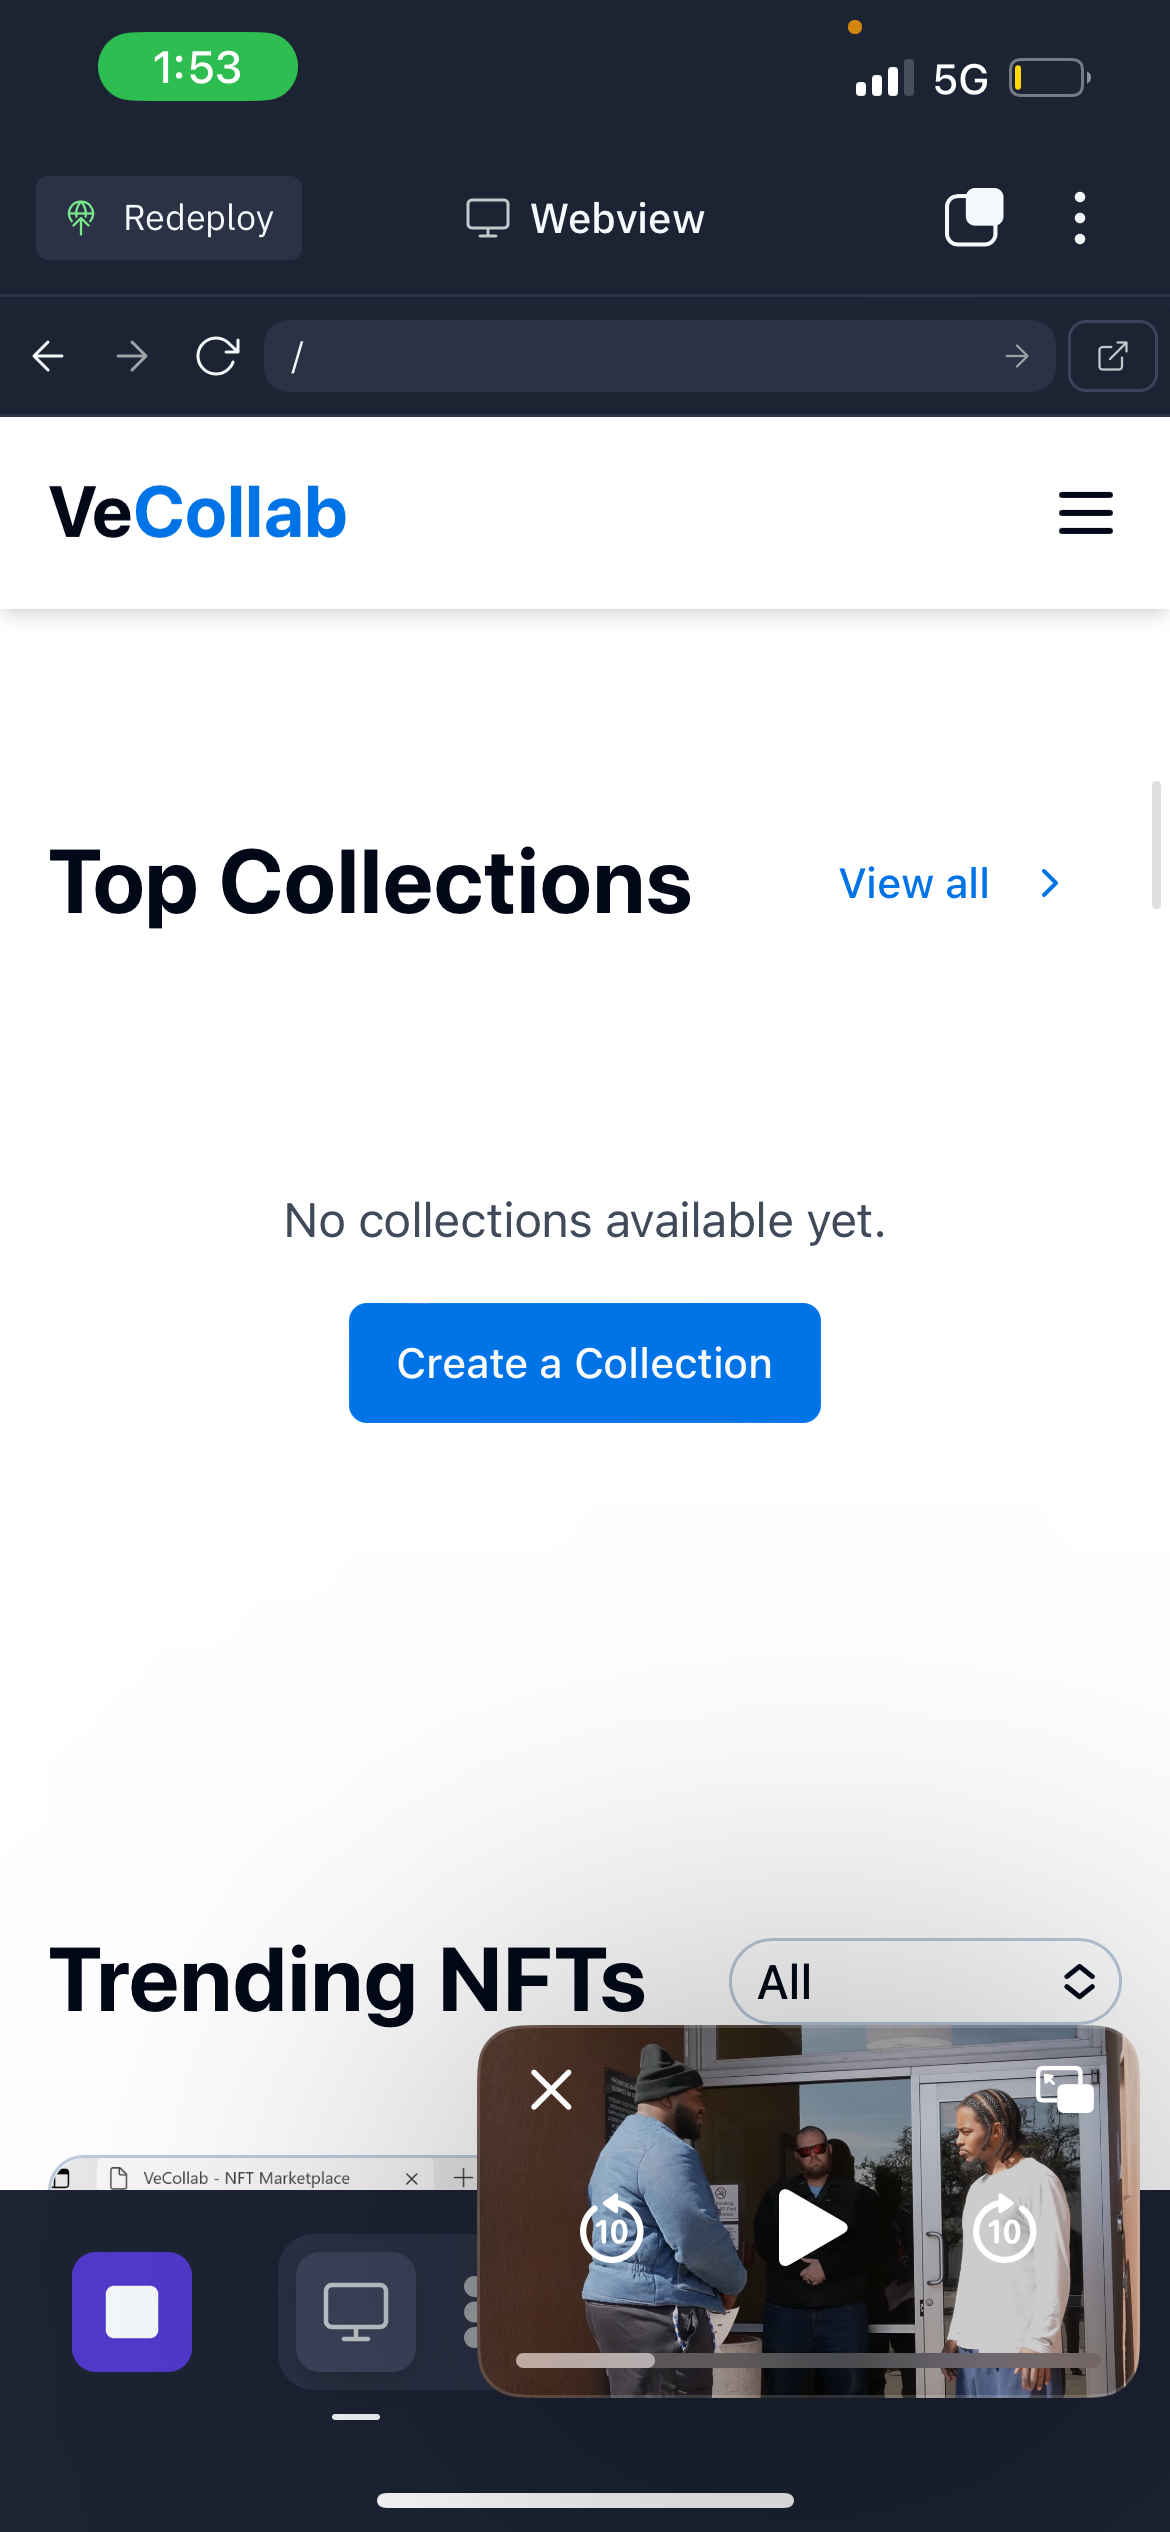 1:53
5G
Redeploy
Webview
/
VeCollab
Top Collections
View all
No collections available yet.
Create a Collection
Trending NFTs
All
VeCollab - NFT Marketplace
10
10